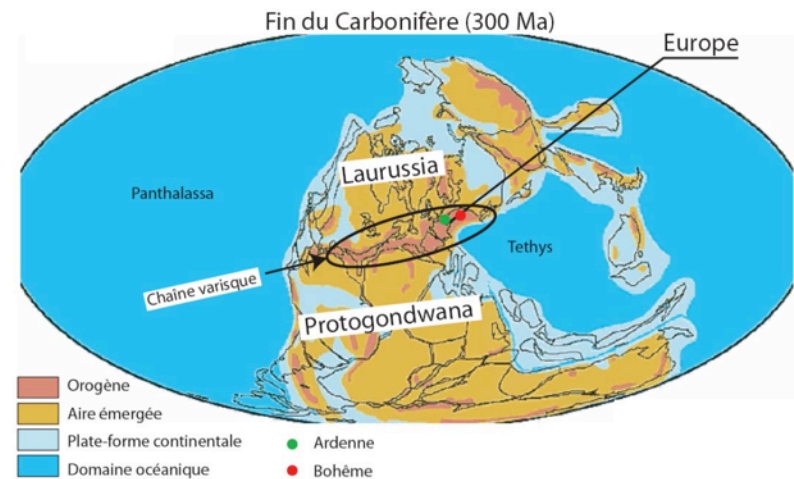 Fin du Carbonifère (300 Ma)
Europe
Laurussia
Panthalassa
Tethys
Chaîne varisque
Protogondwana
Orogène
Aire émergée
Plate-forme continentale
Domaine océanique
Ardenne
Bohême